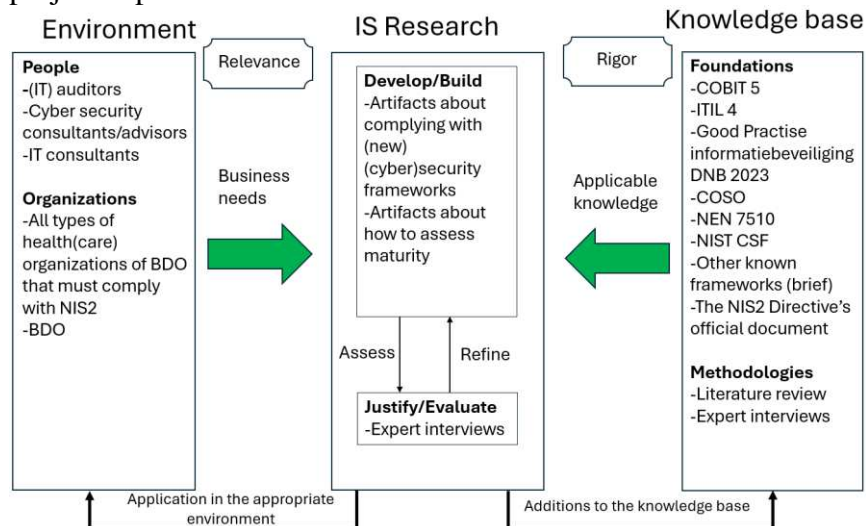 Environment
IS Research
Knowledge base
People
-(IT) auditors
-Cyber security
consultants/advisors
-IT consultants
Organizations
-All types of
health(care)
organizations of BDO
that must comply
with NIS2
-BDO
Relevance
Business
needs
Develop/Build
-Artifacts about
complying with
(new)
(cyber)security
frameworks
-Artifacts about
how to assess
maturity
Assess
Refine
Justify/Evaluate
-Expert interviews
Rigor
Applicable
knowledge
Foundations
-COBIT 5
-ITIL 4
-Good Practise
informatiebeveiliging
DNB 2023
-COSO
-NEN 7510
-NIST CSF
-Other known
frameworks (brief)
-The NIS2 Directive's
official document
Methodologies
-Literature review
-Expert interviews
Application in the appropriate
environment
Additions to the knowledge base